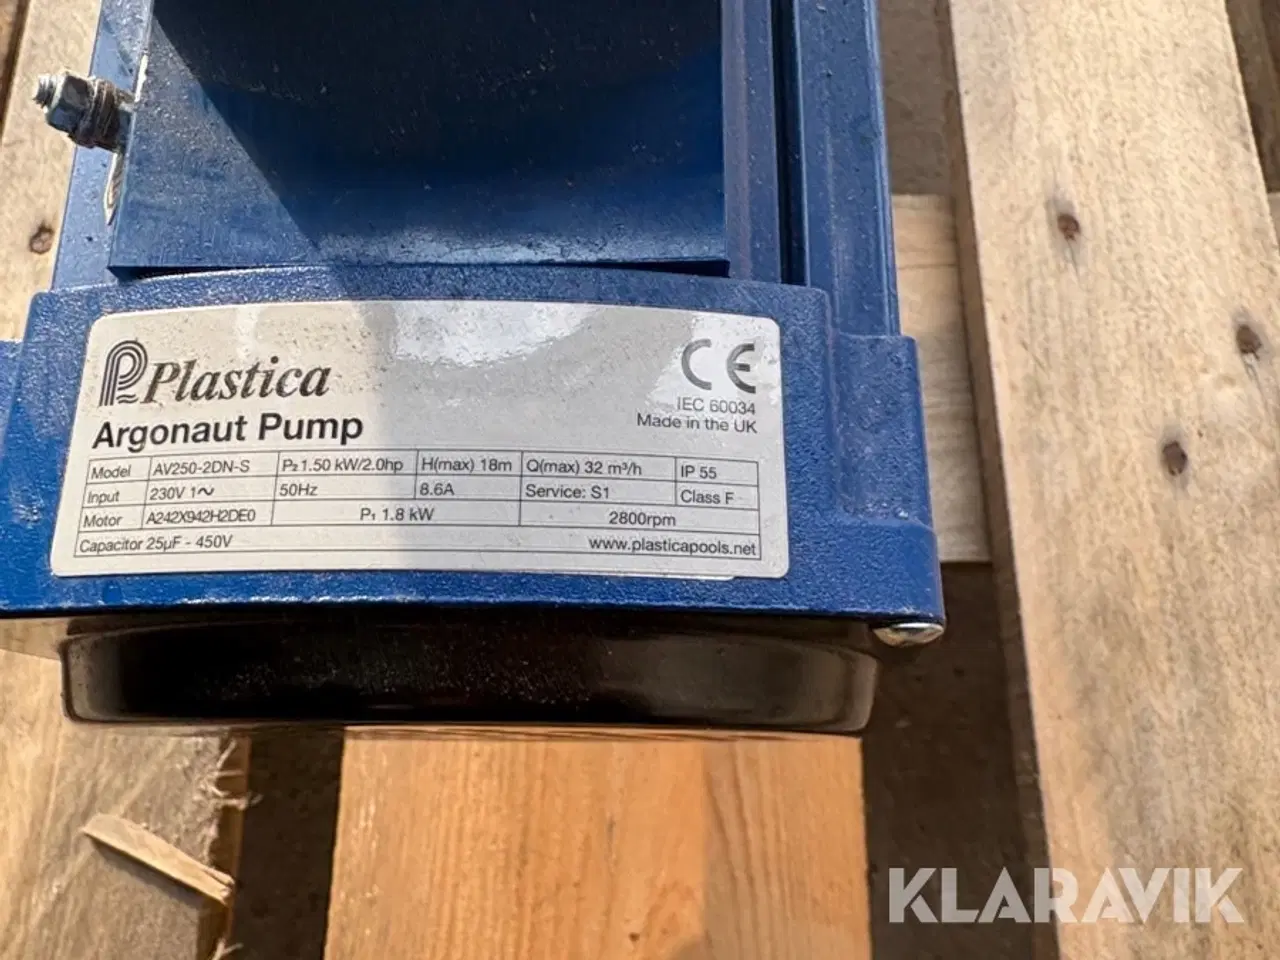 Plastica
CE
IEC 60034
Made in the UK
Argonaut Pump
Model AV250-2DN-S P₂ 1.50 kW/2.0hp H(max) 18m Q(max) 32 m³/h IP 55
Input 230V 1~ 50Hz 8.6A Service: S1 Class F
Motor A242X942H2DE0 P₁ 1.8 kW 2800rpm
Capacitor 25µF - 450V www.plasticapools.net
KLARAVIK